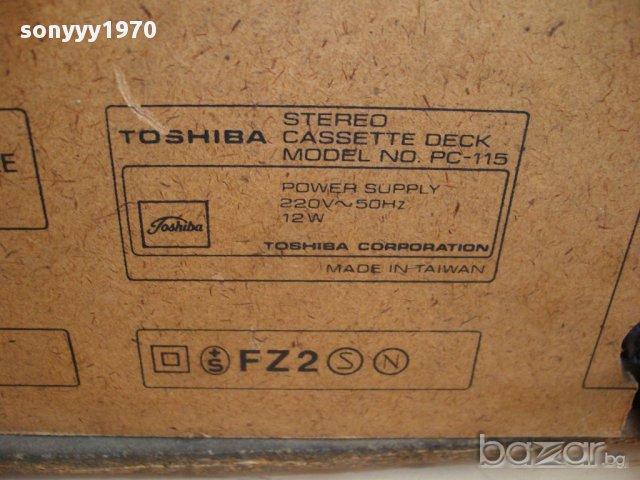 sonyyy1970
STEREO
TOSHIBA CASSETTE DECK
MODEL NO. PC-115
POWER SUPPLY
220V~50HZ
12W
Toshiba
TOSHIBA CORPORATION
MADE IN TAIWAN
+S FZ2 S N
bazar.bg